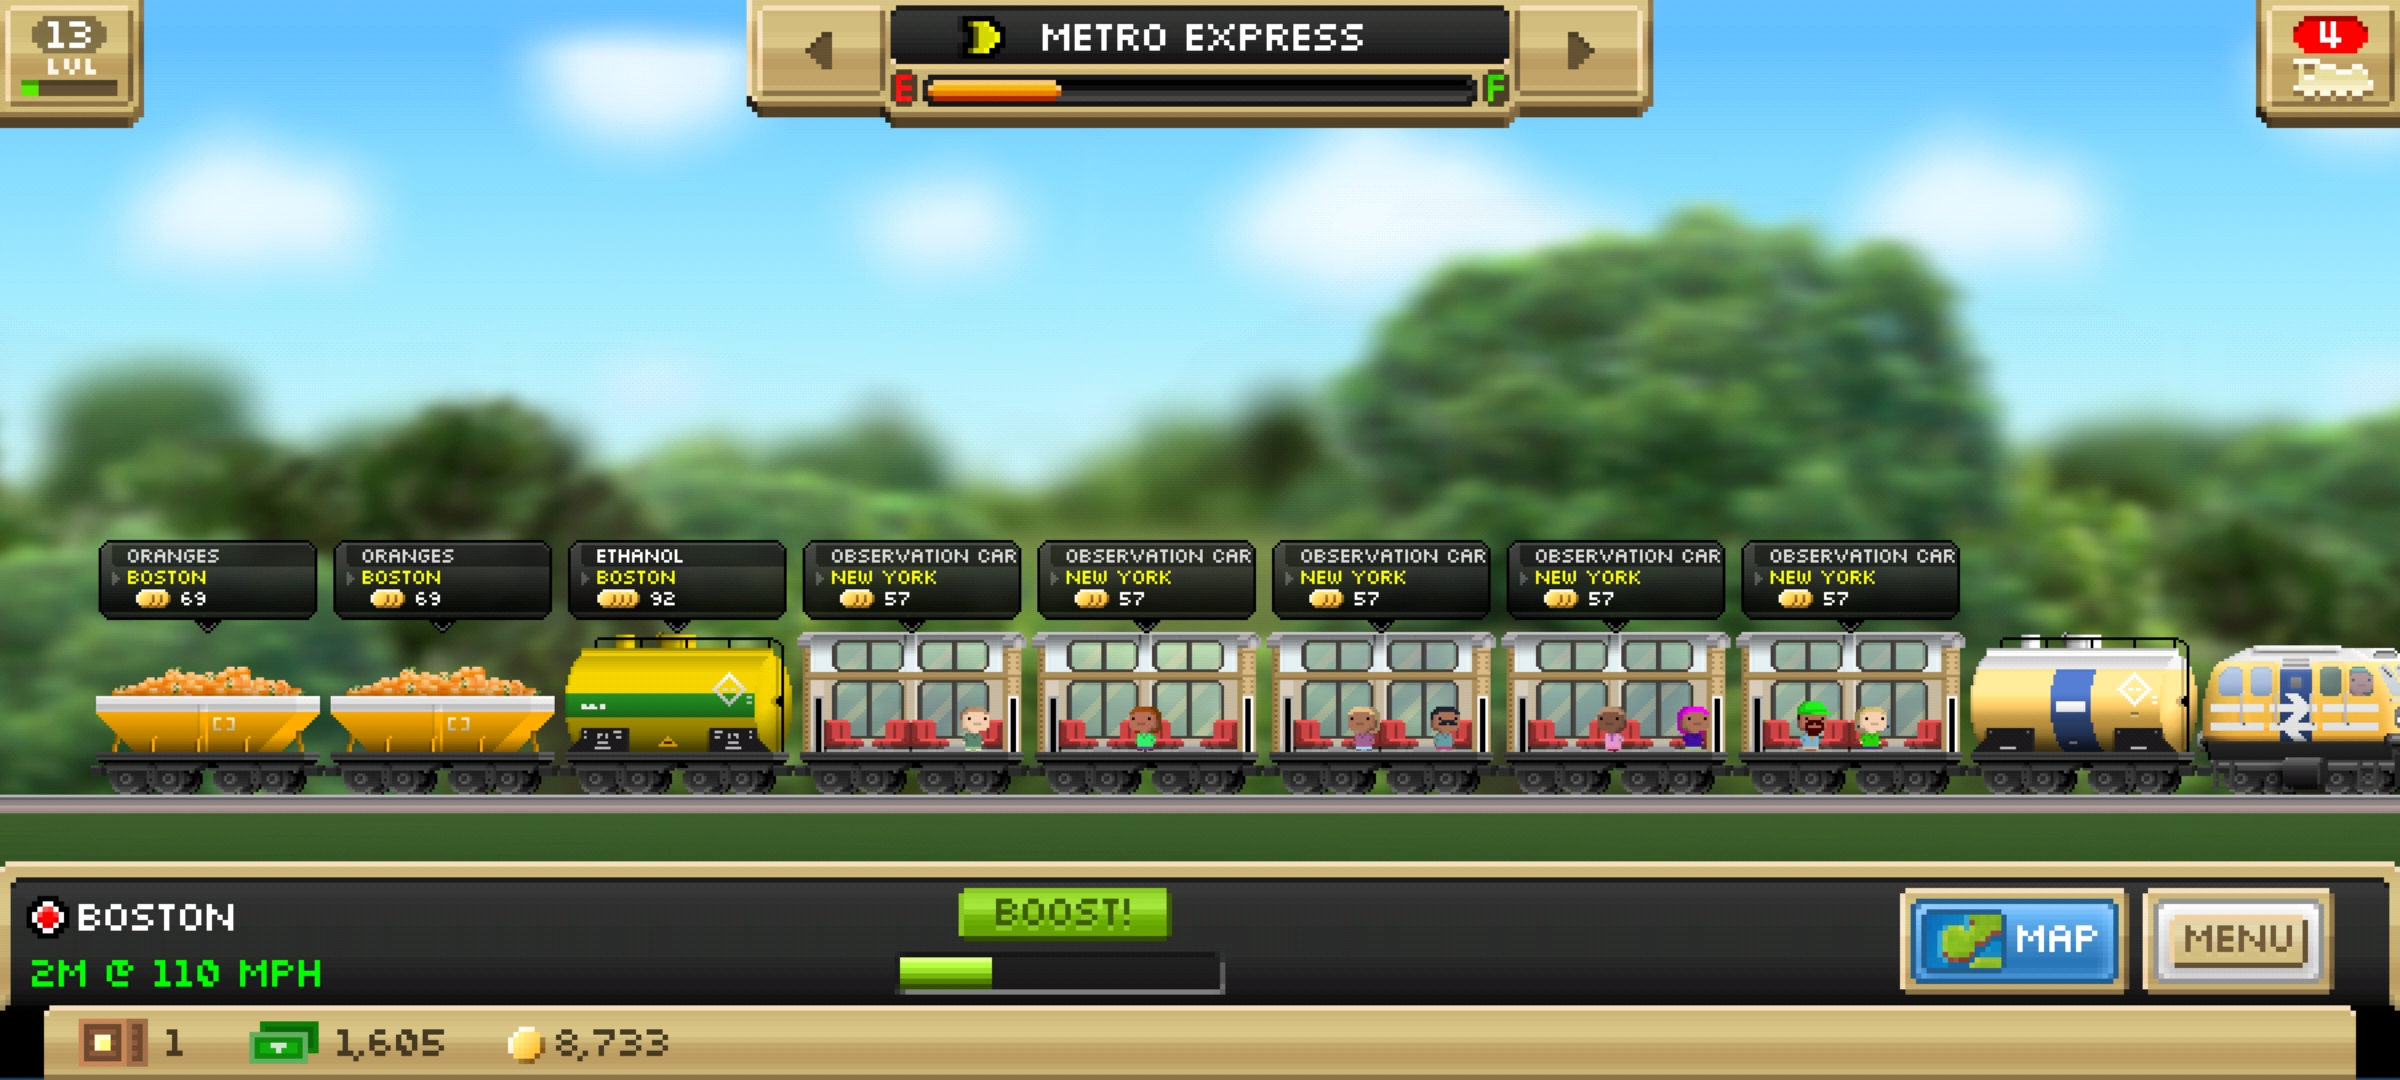 13
LVL
METRO EXPRESS
E F
4
ORANGES
BOSTON
69
ORANGES
BOSTON
69
ETHANOL
BOSTON
92
OBSERVATION CAR
NEW YORK
57
OBSERVATION CAR
NEW YORK
57
OBSERVATION CAR
NEW YORK
57
OBSERVATION CAR
NEW YORK
57
OBSERVATION CAR
NEW YORK
57
BOSTON
2M @ 110 MPH
BOOST!
MAP
MENU
1 1,605 8,733